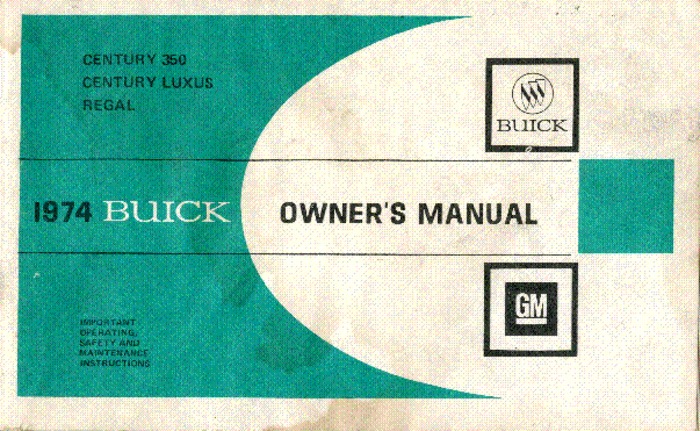 CENTURY 350
CENTURY LUXUS
REGAL
BUICK
1974 BUICK OWNER'S MANUAL
GM
IMPORTANT
OPERATING,
SAFETY AND
MAINTENANCE
INSTRUCTIONS